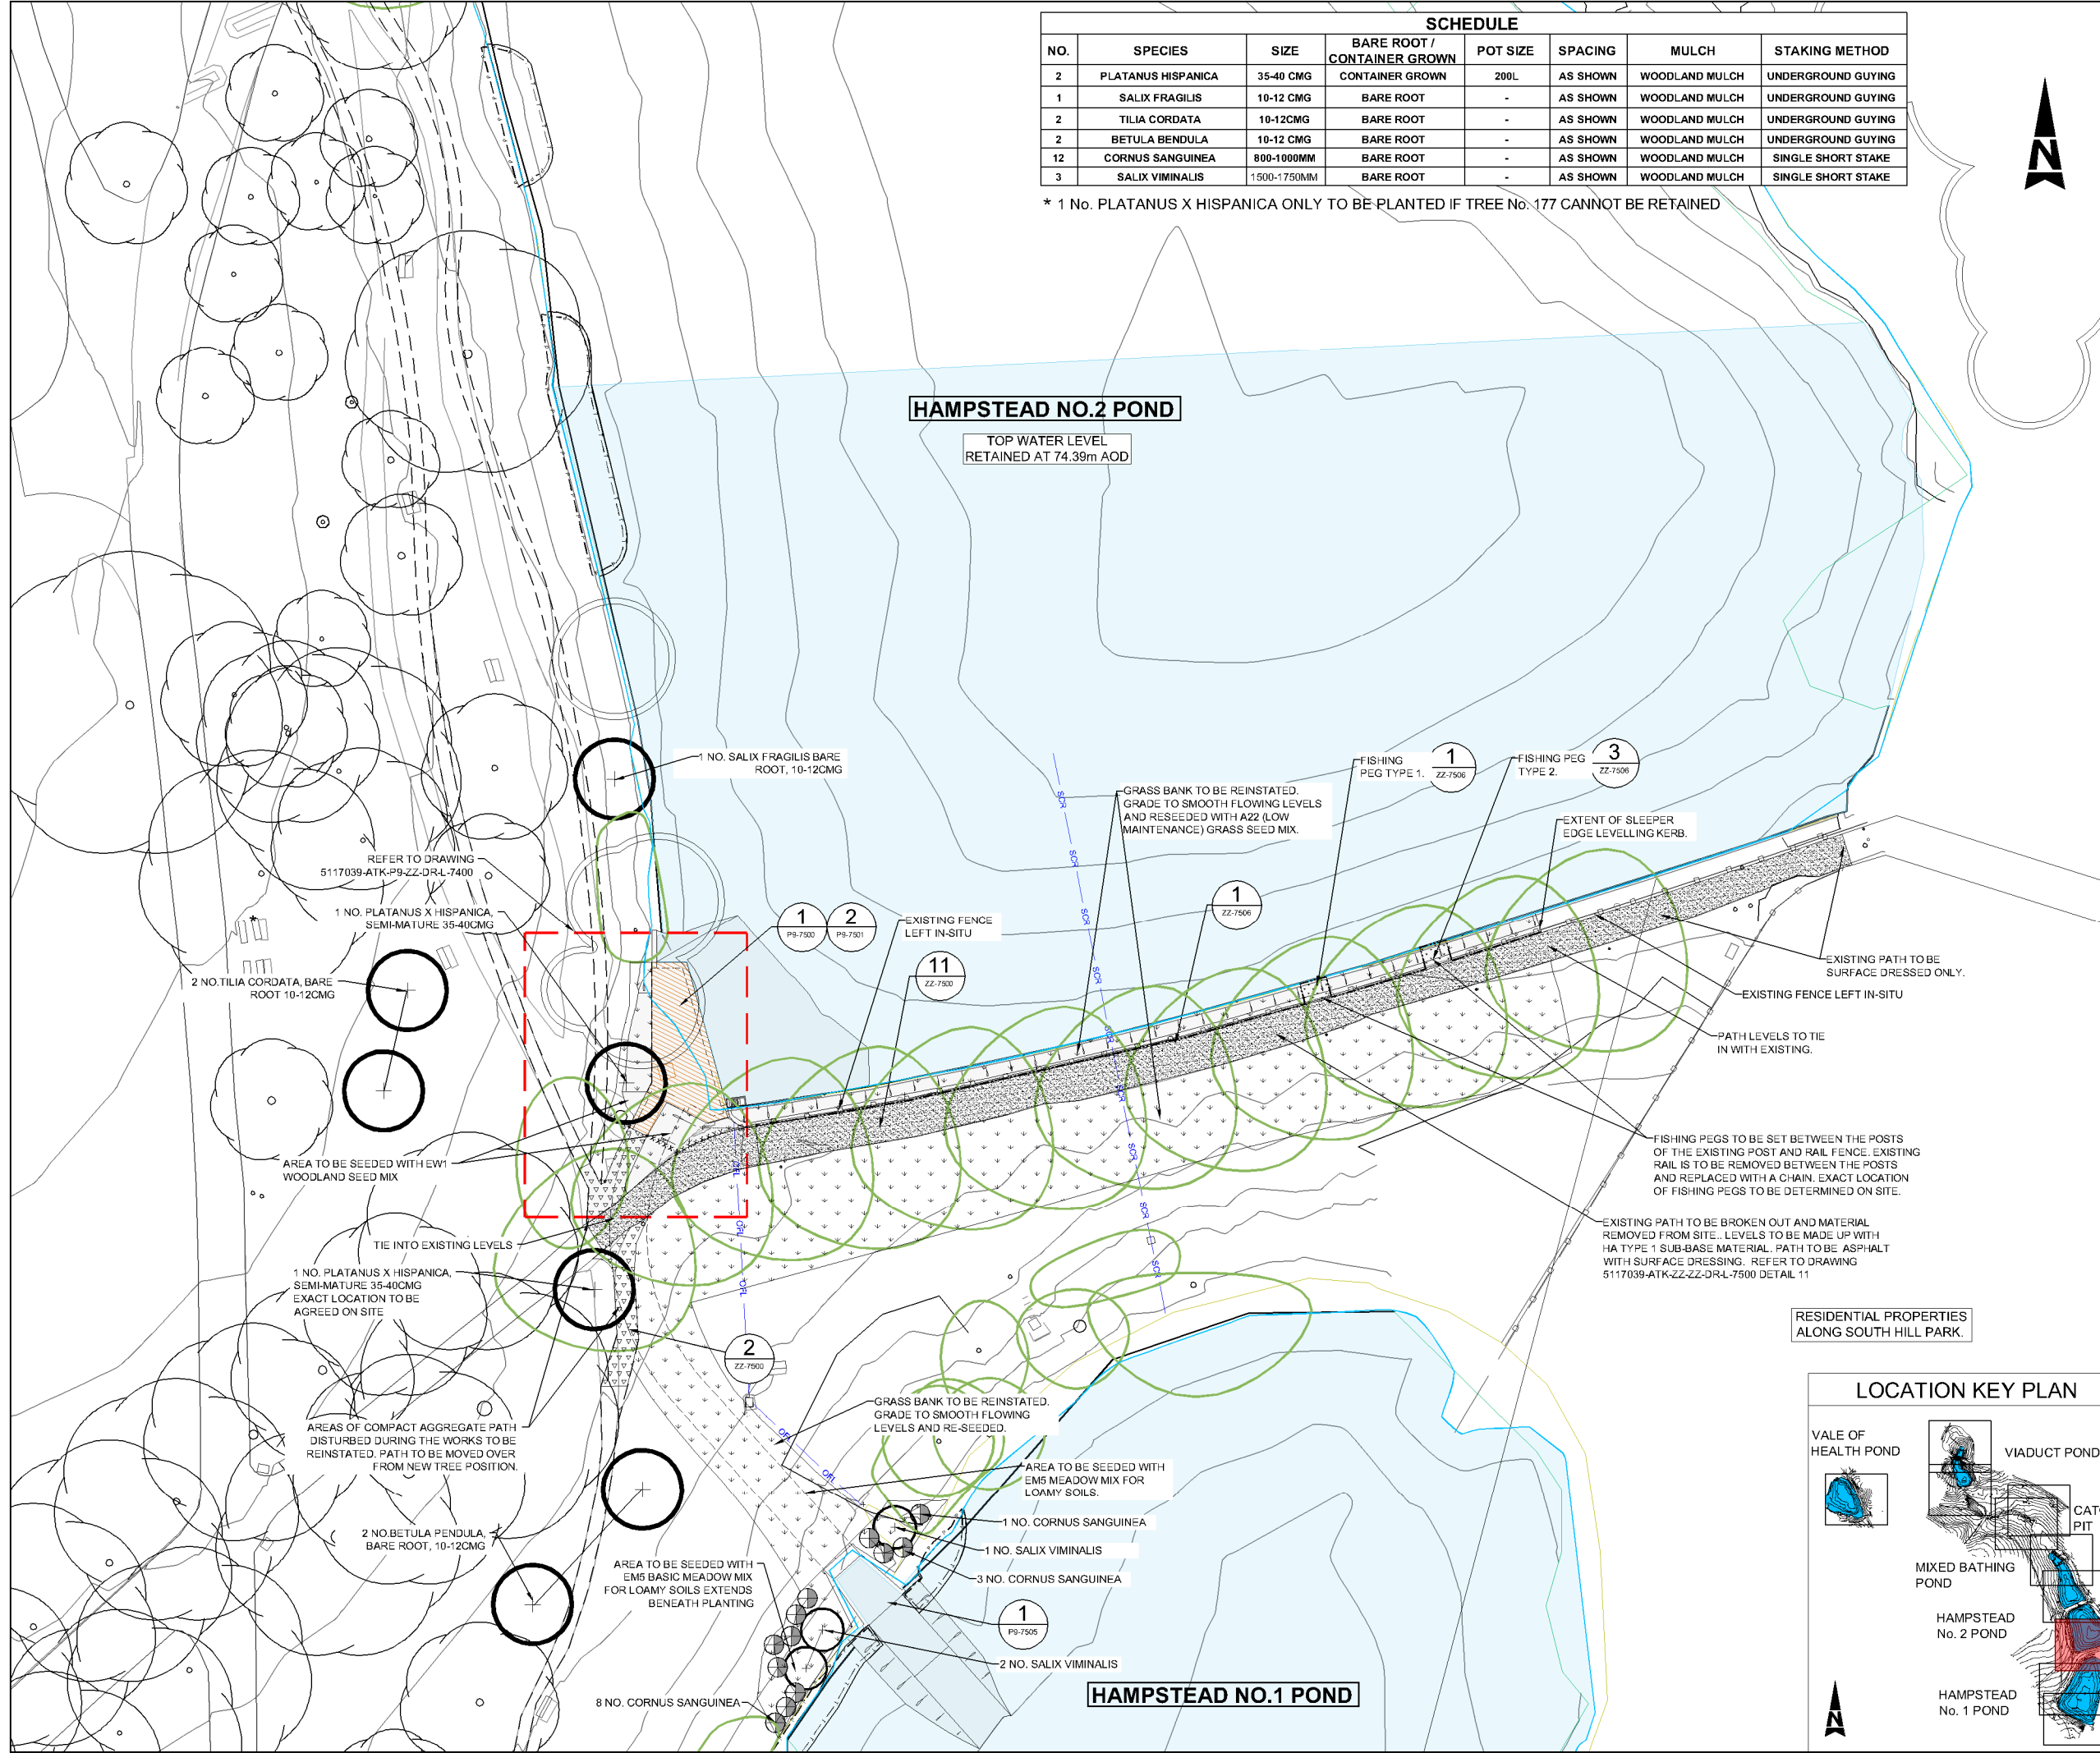 SCHEDULE
NO. SPECIES SIZE BARE ROOT / CONTAINER GROWN POT SIZE SPACING MULCH STAKING METHOD
2 PLATANUS HISPANICA 35-40 CMG CONTAINER GROWN 200L AS SHOWN WOODLAND MULCH UNDERGROUND GUYING
1 SALIX FRAGILIS 10-12 CMG BARE ROOT - AS SHOWN WOODLAND MULCH UNDERGROUND GUYING
2 TILIA CORDATA 10-12CMG BARE ROOT - AS SHOWN WOODLAND MULCH UNDERGROUND GUYING
2 BETULA BENDULA 10-12 CMG BARE ROOT - AS SHOWN WOODLAND MULCH UNDERGROUND GUYING
12 CORNUS SANGUINEA 800-1000MM BARE ROOT - AS SHOWN WOODLAND MULCH SINGLE SHORT STAKE
3 SALIX VIMINALIS 1500-1750MM BARE ROOT - AS SHOWN WOODLAND MULCH SINGLE SHORT STAKE
* 1 No. PLATANUS X HISPANICA ONLY TO BE PLANTED IF TREE No. 177 CANNOT BE RETAINED
N
HAMPSTEAD NO.2 POND
TOP WATER LEVEL
RETAINED AT 74.39m AOD
1 NO. SALIX FRAGILIS BARE
ROOT, 10-12CMG
FISHING
PEG TYPE 1.
1
ZZ-7506
FISHING PEG
TYPE 2.
3
ZZ-7506
GRASS BANK TO BE REINSTATED.
GRADE TO SMOOTH FLOWING LEVELS
AND RESEEDED WITH A22 (LOW
MAINTENANCE) GRASS SEED MIX.
EXTENT OF SLEEPER
EDGE LEVELLING KERB.
REFER TO DRAWING
5117039-ATK-P9-ZZ-DR-L-7400
1 NO. PLATANUS X HISPANICA,
SEMI-MATURE 35-40CMG
*
2 NO.TILIA CORDATA, BARE
ROOT 10-12CMG
1
P9-7500
2
P9-7501
EXISTING FENCE
LEFT IN-SITU
11
ZZ-7500
1
ZZ-7506
SCR
SCR
SCR
SCR
SCR
SCR
SCR
SCR
SCR
EXISTING PATH TO BE
SURFACE DRESSED ONLY.
EXISTING FENCE LEFT IN-SITU
PATH LEVELS TO TIE
IN WITH EXISTING.
FISHING PEGS TO BE SET BETWEEN THE POSTS
OF THE EXISTING POST AND RAIL FENCE. EXISTING
RAIL IS TO BE REMOVED BETWEEN THE POSTS
AND REPLACED WITH A CHAIN. EXACT LOCATION
OF FISHING PEGS TO BE DETERMINED ON SITE.
EXISTING PATH TO BE BROKEN OUT AND MATERIAL
REMOVED FROM SITE.. LEVELS TO BE MADE UP WITH
HA TYPE 1 SUB-BASE MATERIAL. PATH TO BE ASPHALT
WITH SURFACE DRESSING. REFER TO DRAWING
5117039-ATK-ZZ-ZZ-DR-L-7500 DETAIL 11
AREA TO BE SEEDED WITH EW1
WOODLAND SEED MIX
TIE INTO EXISTING LEVELS
1 NO. PLATANUS X HISPANICA,
SEMI-MATURE 35-40CMG
EXACT LOCATION TO BE
AGREED ON SITE
OFL
OFL
OFL
OFL
OFL
2
ZZ-7500
AREAS OF COMPACT AGGREGATE PATH
DISTURBED DURING THE WORKS TO BE
REINSTATED. PATH TO BE MOVED OVER
FROM NEW TREE POSITION.
GRASS BANK TO BE REINSTATED.
GRADE TO SMOOTH FLOWING
LEVELS AND RE-SEEDED.
AREA TO BE SEEDED WITH
EM5 MEADOW MIX FOR
LOAMY SOILS.
1 NO. CORNUS SANGUINEA
1 NO. SALIX VIMINALIS
3 NO. CORNUS SANGUINEA
2 NO.BETULA PENDULA,
BARE ROOT, 10-12CMG
AREA TO BE SEEDED WITH
EM5 BASIC MEADOW MIX
FOR LOAMY SOILS EXTENDS
BENEATH PLANTING
1
P9-7505
2 NO. SALIX VIMINALIS
8 NO. CORNUS SANGUINEA
HAMPSTEAD NO.1 POND
RESIDENTIAL PROPERTIES
ALONG SOUTH HILL PARK.
LOCATION KEY PLAN
VALE OF
HEALTH POND
VIADUCT POND
PIT
MIXED BATHING
POND
HAMPSTEAD
No. 2 POND
HAMPSTEAD
No. 1 POND
N